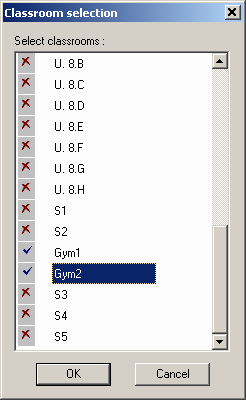 Classroom selection
Select classrooms :
U. 8.B
U. 8.C
U. 8.D
U. 8.E
U. 8.F
U. 8.G
U. 8.H
S1
S2
Gym1
Gym2
S3
S4
S5
OK
Cancel